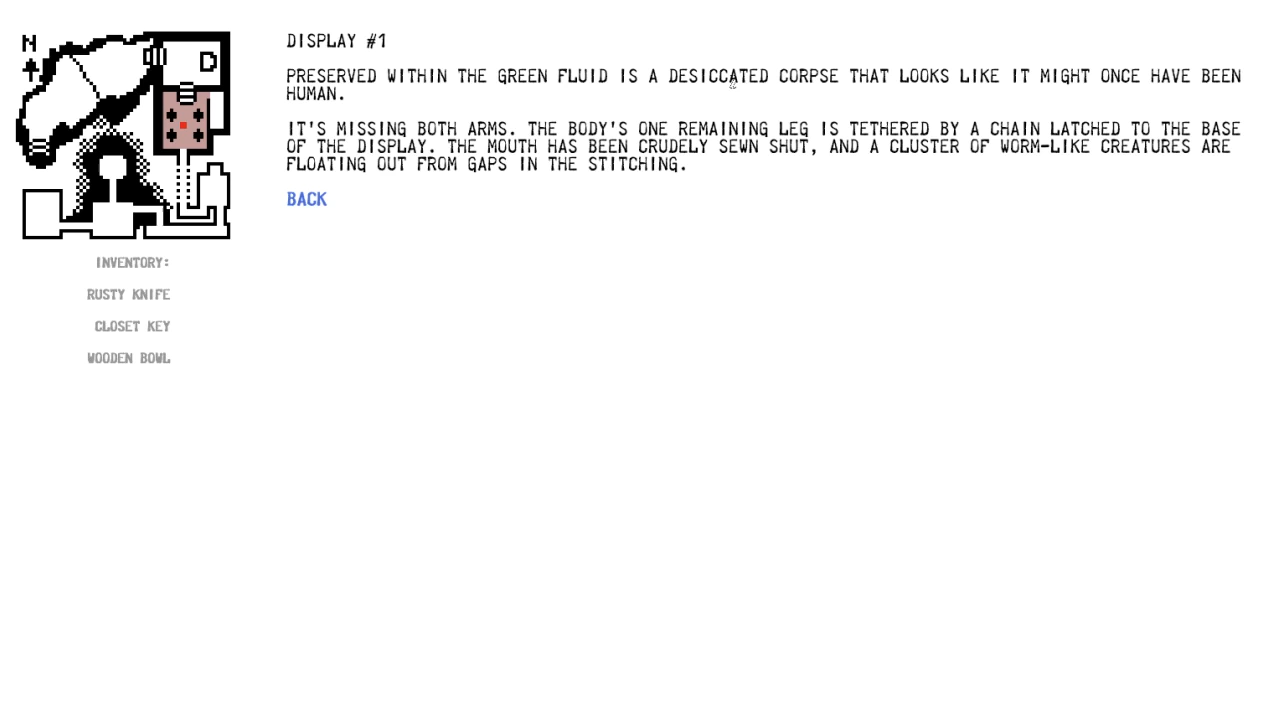 N
D
DISPLAY #1
PRESERVED WITHIN THE GREEN FLUID IS A DESICCATED CORPSE THAT LOOKS LIKE IT MIGHT ONCE HAVE BEEN
HUMAN.
IT'S MISSING BOTH ARMS. THE BODY'S ONE REMAINING LEG IS TETHERED BY A CHAIN LATCHED TO THE BASE
OF THE DISPLAY. THE MOUTH HAS BEEN CRUDELY SEWN SHUT, AND A CLUSTER OF WORM-LIKE CREATURES ARE
FLOATING OUT FROM GAPS IN THE STITCHING.
BACK
INVENTORY:
RUSTY KNIFE
CLOSET KEY
WOODEN BOWL